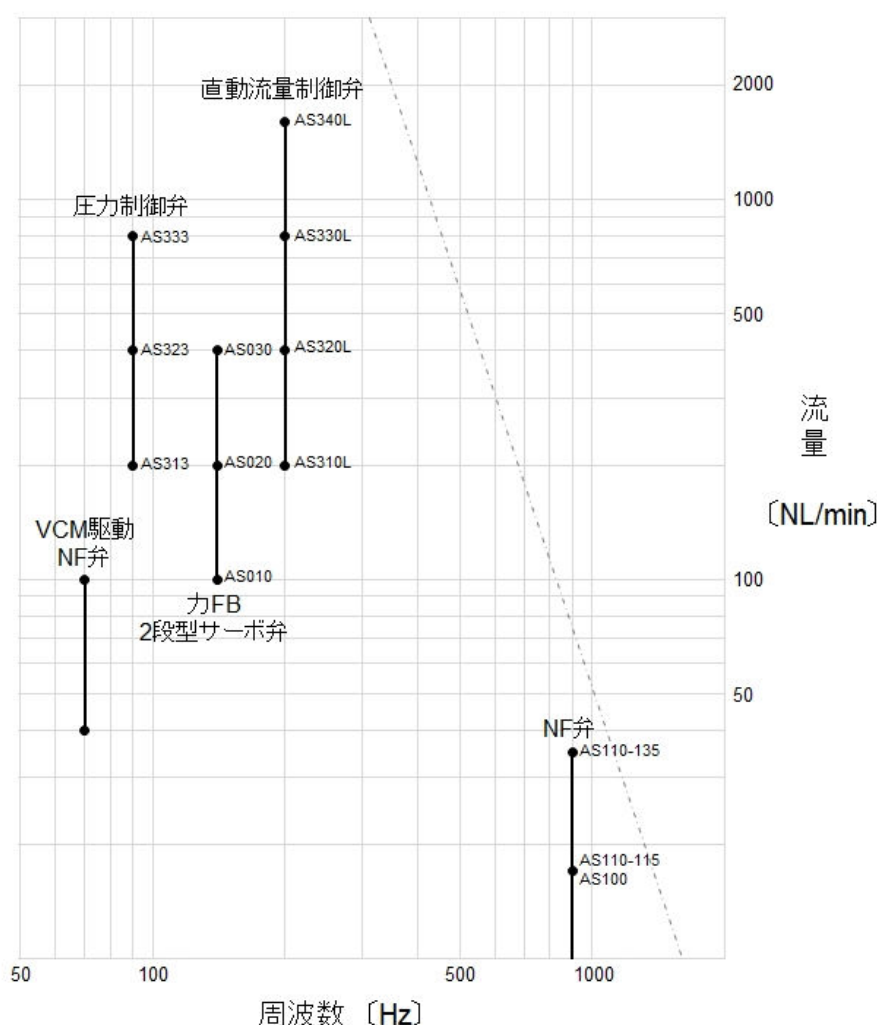 直動流量制御弁
AS340L
2000
1000
圧力制御弁
AS333
AS330L
500
AS323
AS030
AS320L
流
量
AS313
AS020
AS310L
〔NL/min〕
VCM駆動
NF弁
AS010
100
力FB
2段型サーボ弁
50
NF弁
AS110-135
AS110-115
AS100
50
100
500
1000
周波数 〔Hz〕